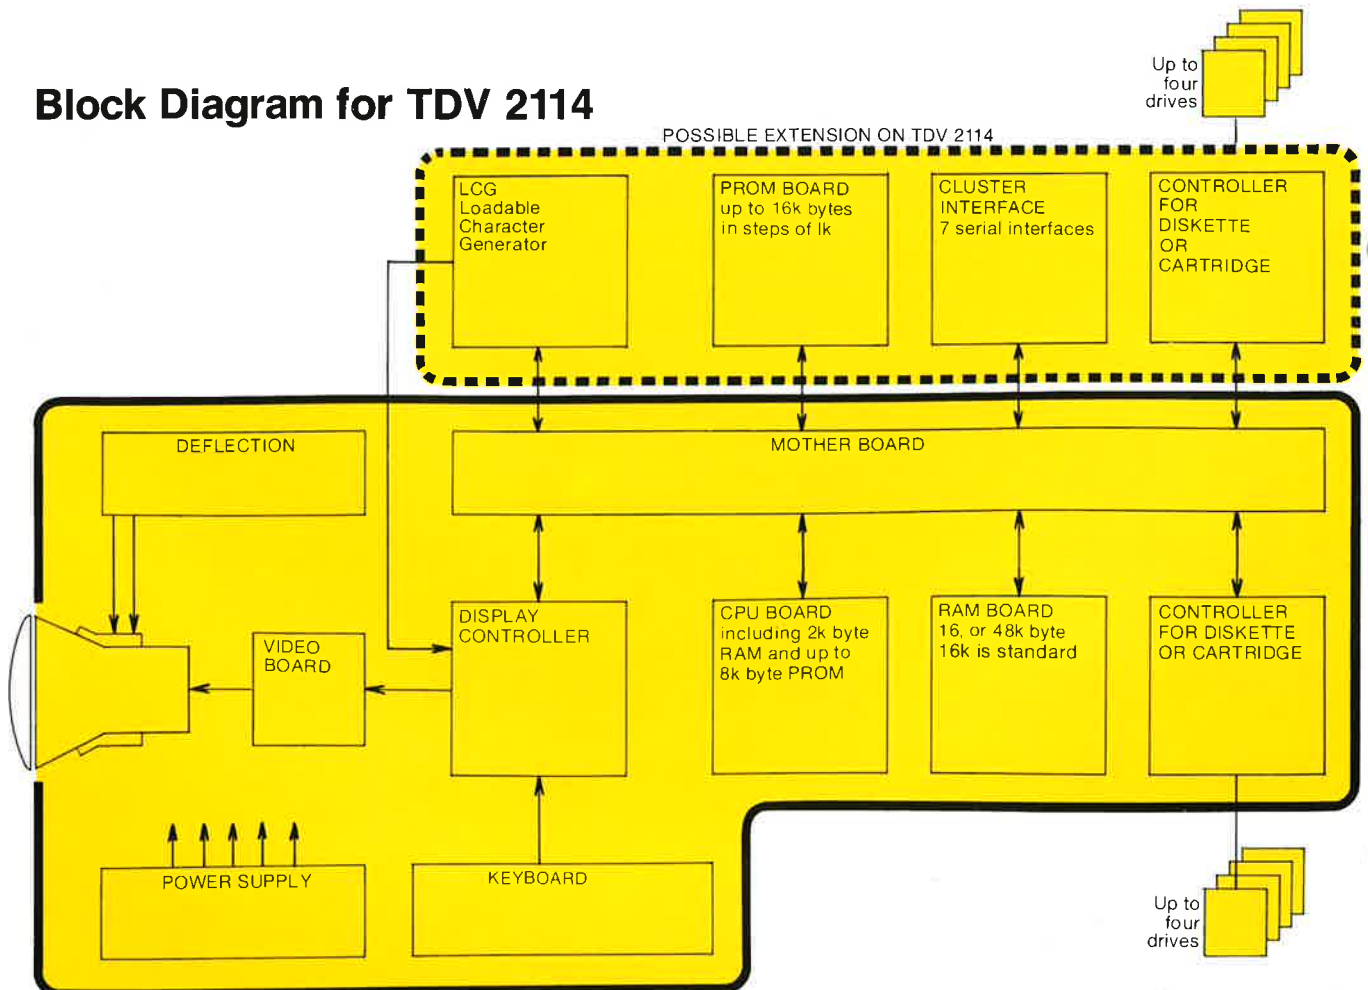 Block Diagram for TDV 2114
Up to
four
drives
POSSIBLE EXTENSION ON TDV 2114
LCG
Loadable
Character
Generator
PROM BOARD
up to 16k bytes
in steps of lk
CLUSTER
INTERFACE
7 serial interfaces
CONTROLLER
FOR
DISKETTE
OR
CARTRIDGE
DEFLECTION
MOTHER BOARD
VIDEO
BOARD
DISPLAY
CONTROLLER
CPU BOARD
including 2k byte
RAM and up to
8k byte PROM
RAM BOARD
16, or 48k byte
16k is standard
CONTROLLER
FOR DISKETTE
OR CARTRIDGE
POWER SUPPLY
KEYBOARD
Up to
four
drives